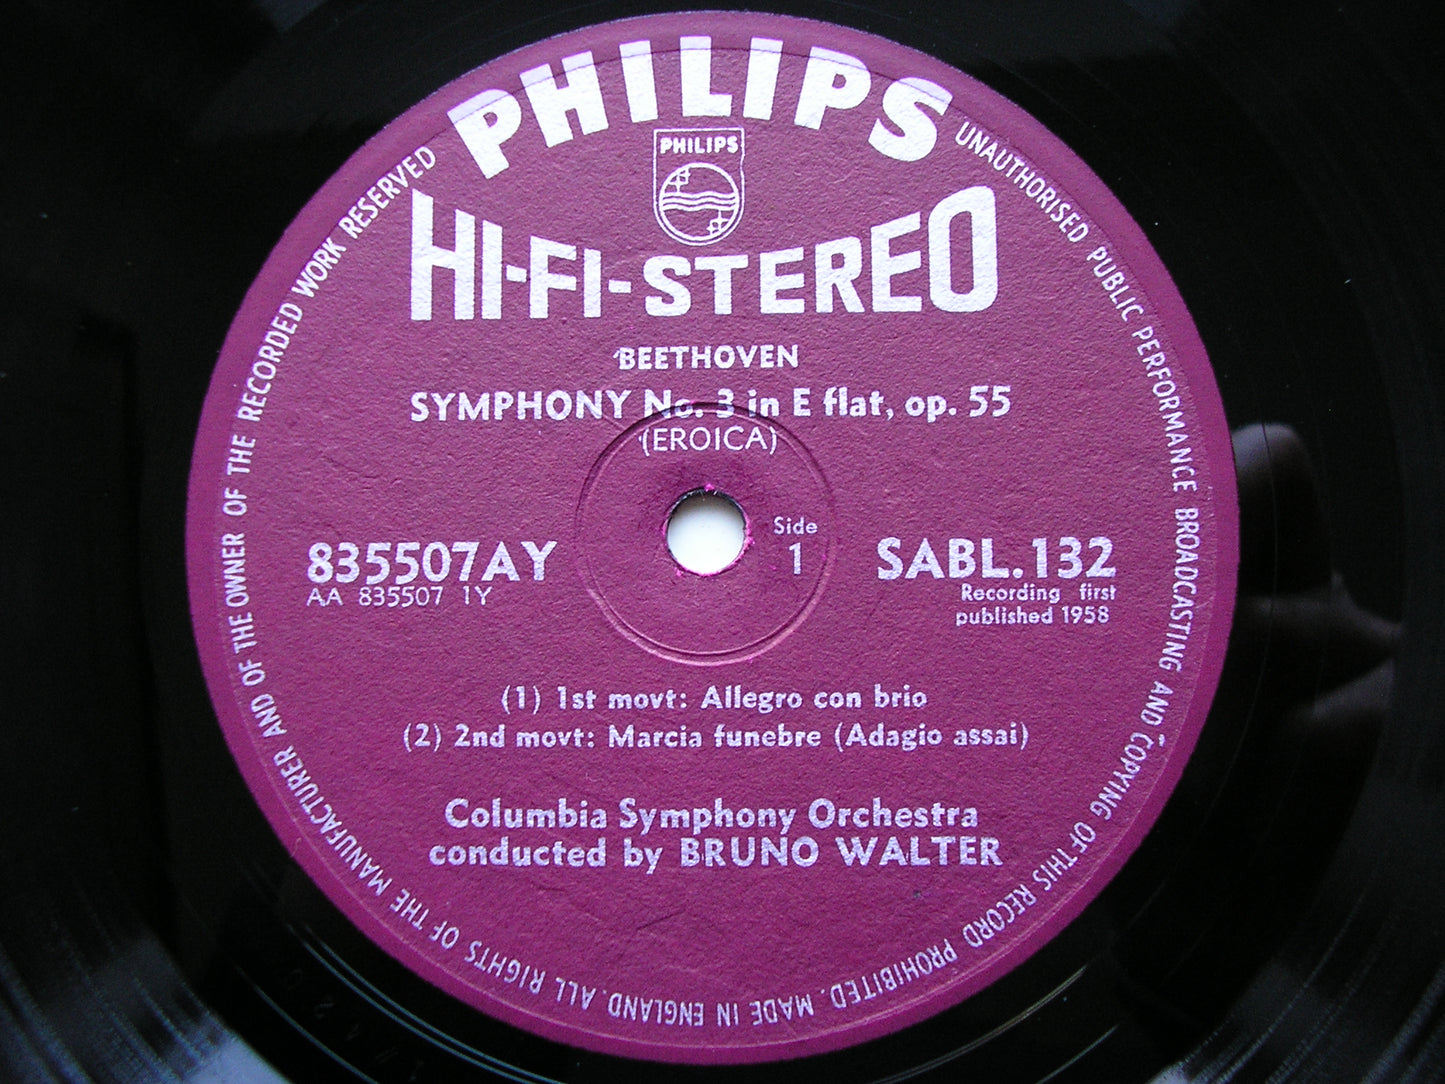 PHILIPS
PHILIPS
HI-FI-STEREO
BEETHOVEN
SYMPHONY No. 3 in E flat, op. 55
(EROICA)
Side
1
835507AY
AA 835507 1Y
SABL.132
Recording first
published 1958
(1) 1st movt: Allegro con brio
(2) 2nd movt: Marcia funebre (Adagio assai)
Columbia Symphony Orchestra
conducted by BRUNO WALTER
ALL RIGHTS OF THE MANUFACTURER AND OF THE OWNER OF THE RECORDED WORK RESERVED
UNAUTHORISED PUBLIC PERFORMANCE BROADCASTING AND COPYING OF THIS RECORD PROHIBITED. MADE IN ENGLAND.